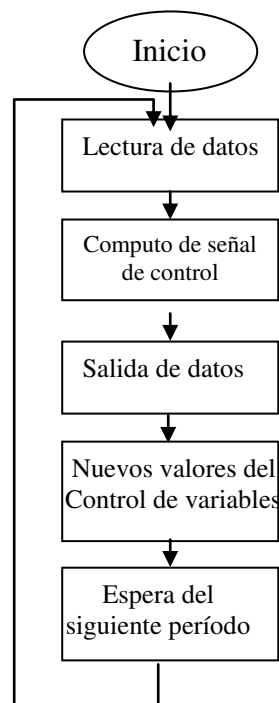 Inicio
Lectura de datos
Computo de señal
de control
Salida de datos
Nuevos valores del
Control de variables
Espera del
siguiente período